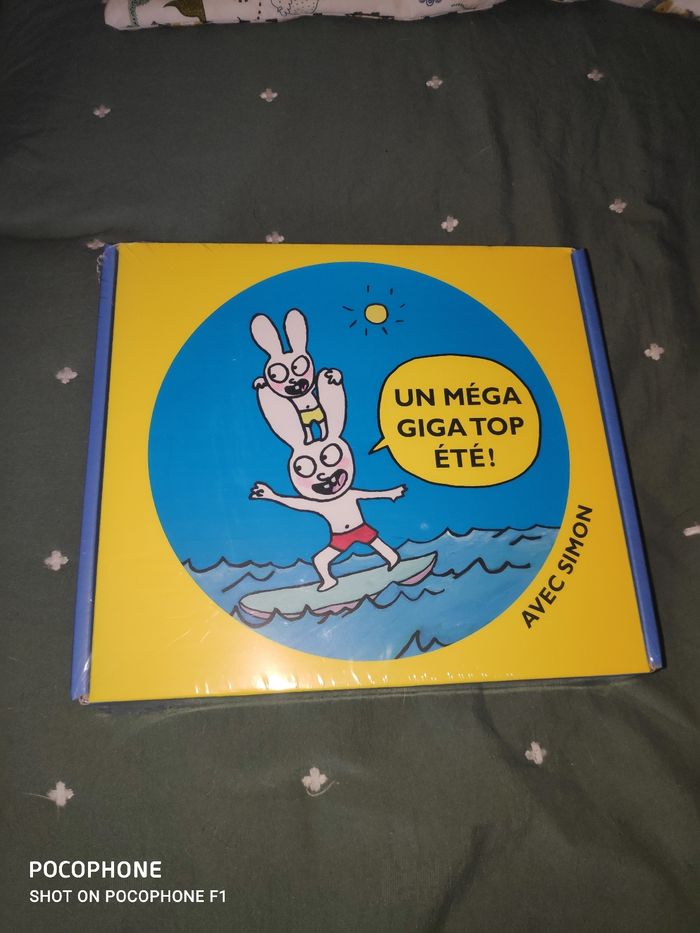 UN MÉGA
GIGA TOP
ÉTÉ!
AVEC SIMON
POCOPHONE
SHOT ON POCOPHONE F1